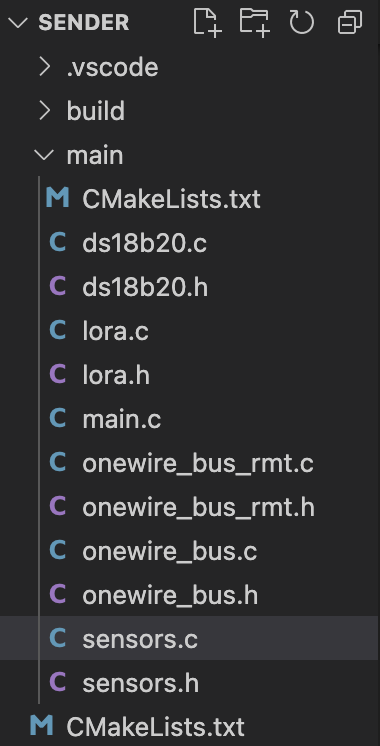 SENDER
.vscode
build
main
M CMakeLists.txt
C ds18b20.c
C ds18b20.h
C lora.c
C lora.h
C main.c
C onewire_bus_rmt.c
C onewire_bus_rmt.h
C onewire_bus.c
C onewire_bus.h
C sensors.c
C sensors.h
M CMakeLists.txt